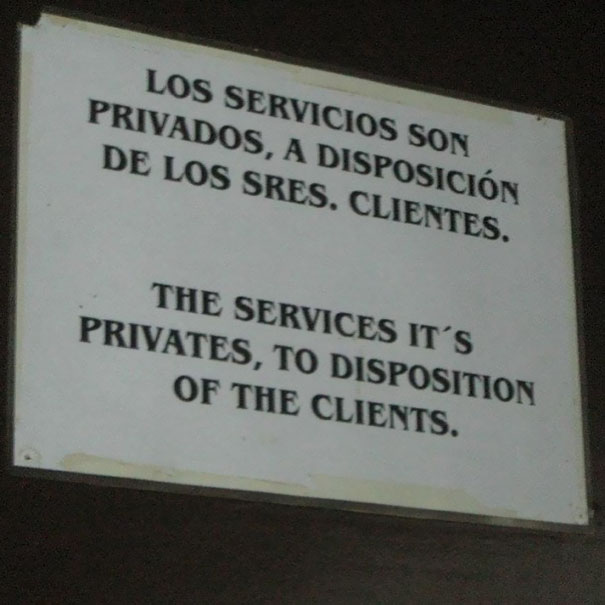 LOS SERVICIOS SON
PRIVADOS, A DISPOSICIÓN
DE LOS SRES. CLIENTES.
THE SERVICES IT´S
PRIVATES, TO DISPOSITION
OF THE CLIENTS.